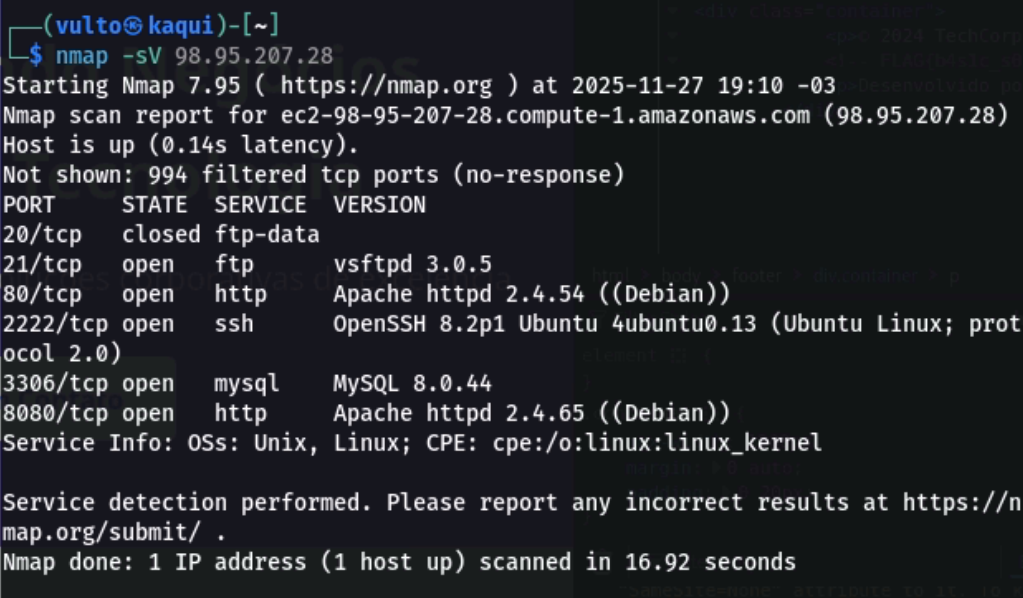 ┌──(vulto㉿kaqui)-[~]
└─$ nmap -sV 98.95.207.28
Starting Nmap 7.95 ( https://nmap.org ) at 2025-11-27 19:10 -03
Nmap scan report for ec2-98-95-207-28.compute-1.amazonaws.com (98.95.207.28)
Host is up (0.14s latency).
Not shown: 994 filtered tcp ports (no-response)
PORT     STATE  SERVICE  VERSION
20/tcp   closed ftp-data
21/tcp   open   ftp      vsftpd 3.0.5
80/tcp   open   http     Apache httpd 2.4.54 ((Debian))
2222/tcp open   ssh      OpenSSH 8.2p1 Ubuntu 4ubuntu0.13 (Ubuntu Linux; prot
ocol 2.0)
3306/tcp open   mysql    MySQL 8.0.44
8080/tcp open   http     Apache httpd 2.4.65 ((Debian))
Service Info: OSs: Unix, Linux; CPE: cpe:/o:linux:linux_kernel
Service detection performed. Please report any incorrect results at https://n
map.org/submit/ .
Nmap done: 1 IP address (1 host up) scanned in 16.92 seconds